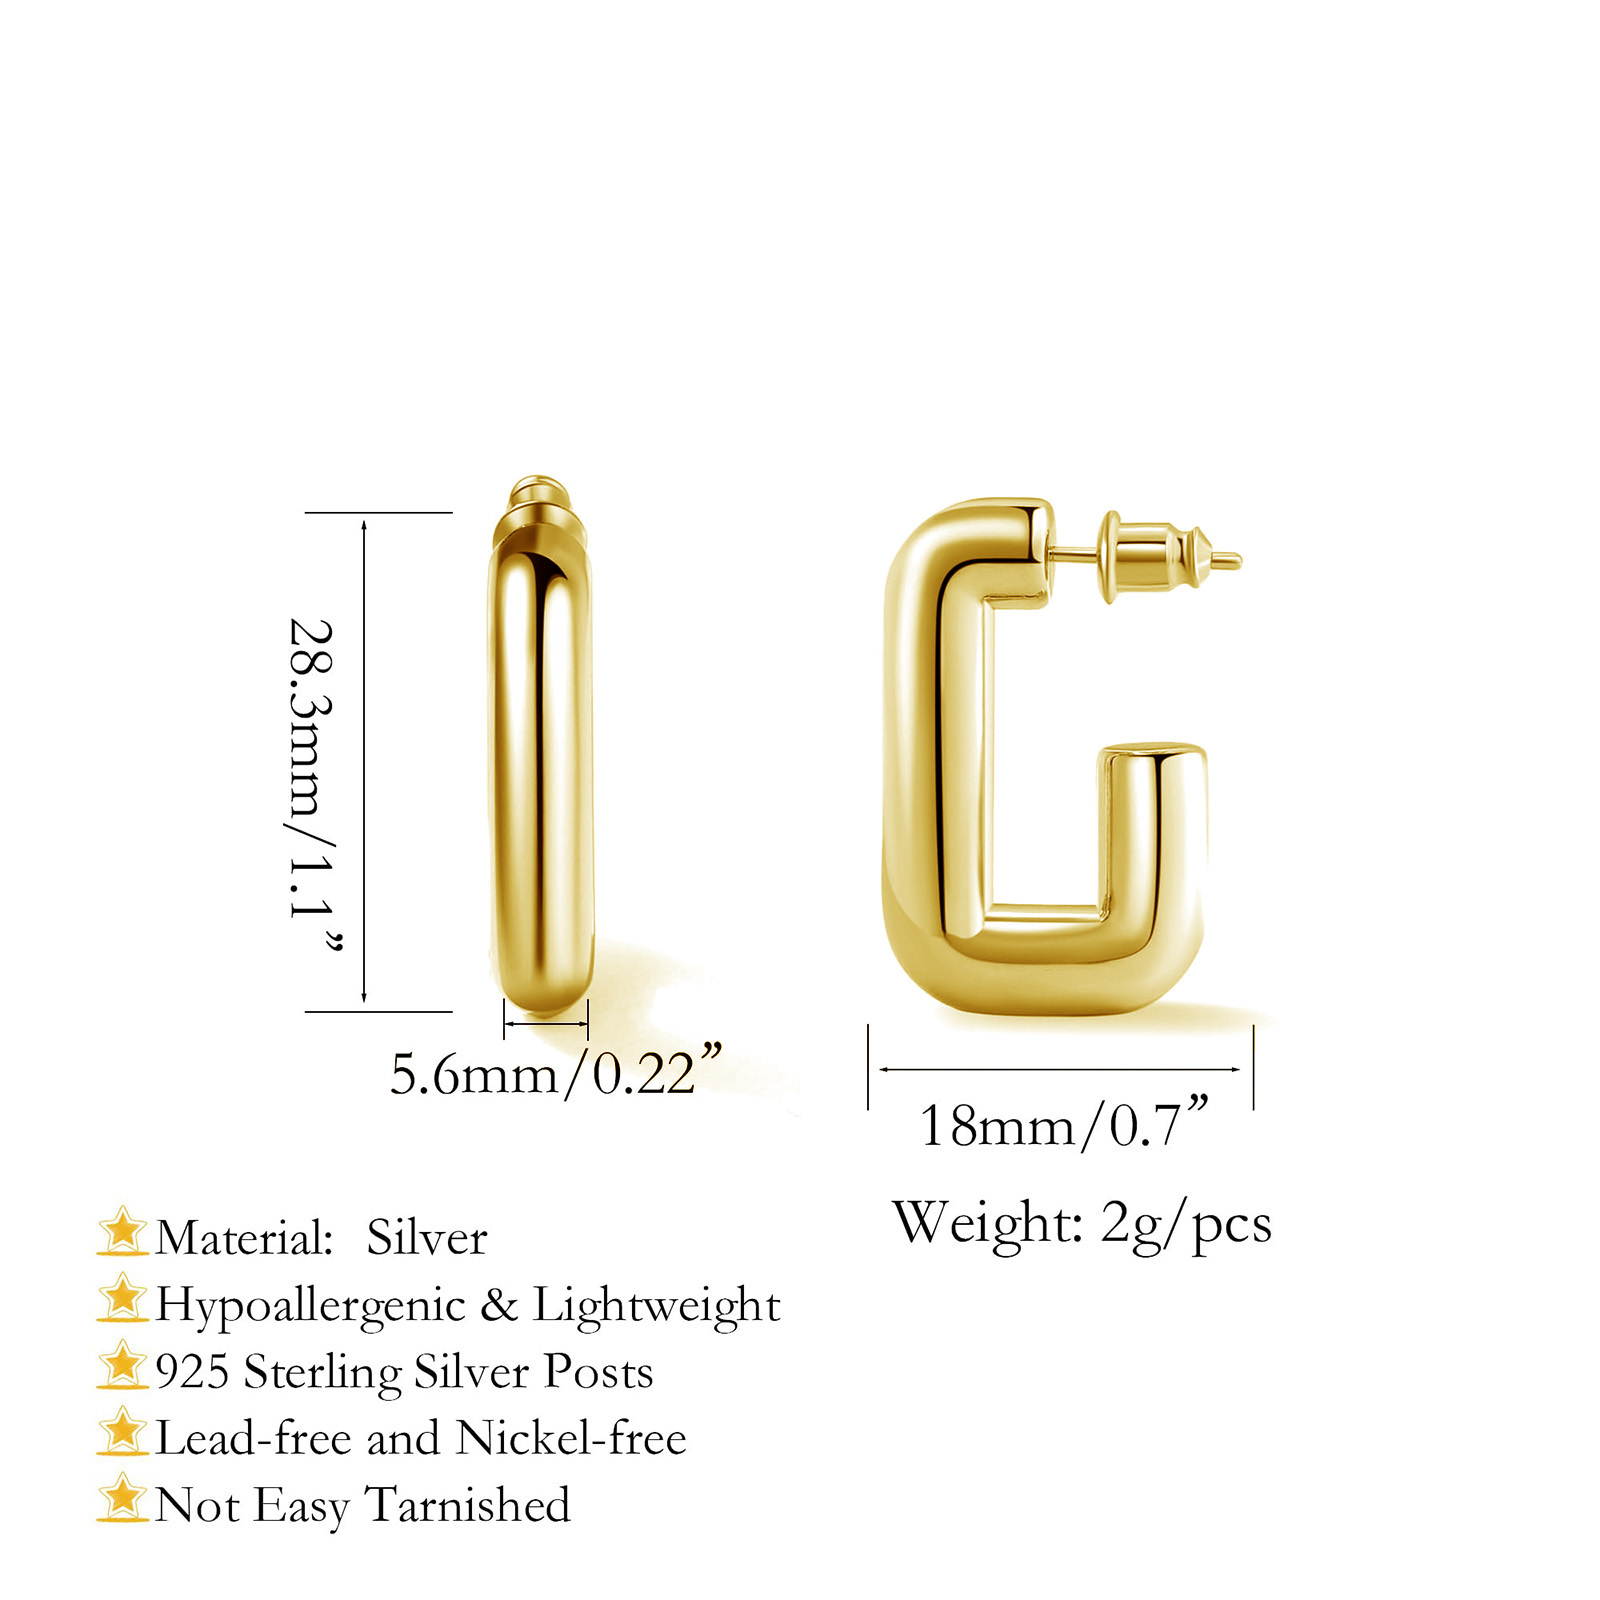 28.3mm/1.1”
5.6mm/0.22”
18mm/0.7”
Weight: 2g/pcs
Material: Silver
Hypoallergenic & Lightweight
925 Sterling Silver Posts
Lead-free and Nickel-free
Not Easy Tarnished